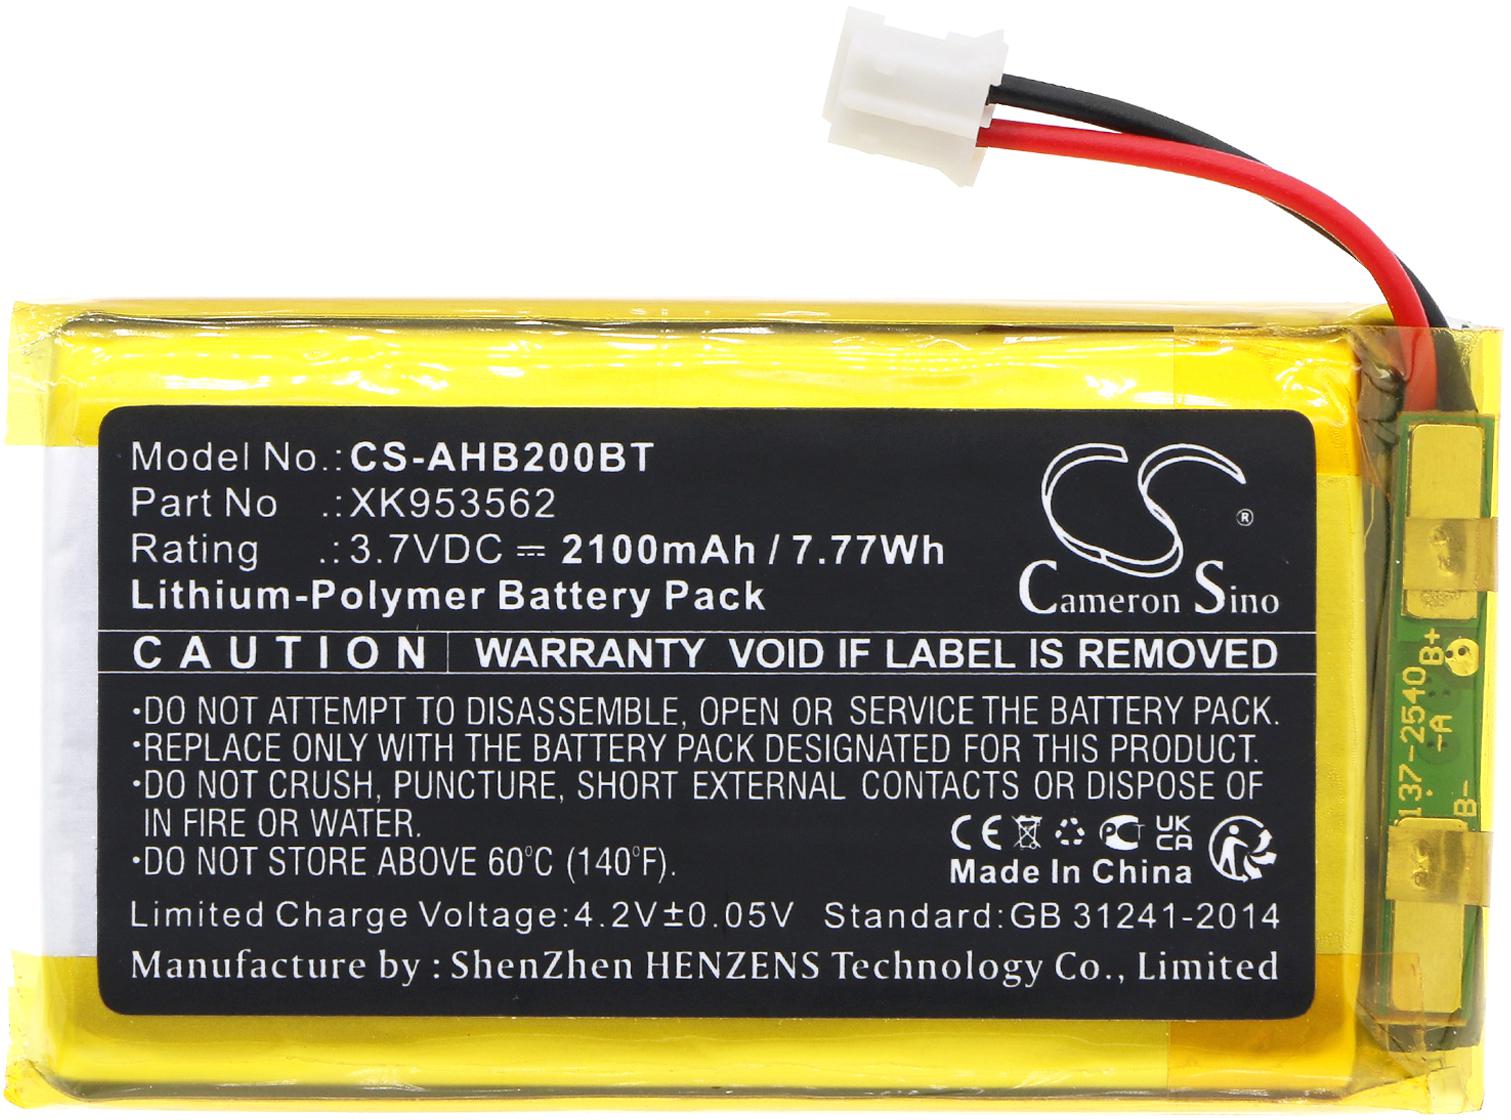 Model No.:CS-AHB200BT
Part No .:XK953562
Rating .:3.7VDC ⎓ 2100mAh / 7.77Wh
Lithium-Polymer Battery Pack
®
Cameron Sino
CAUTION WARRANTY VOID IF LABEL IS REMOVED
·DO NOT ATTEMPT TO DISASSEMBLE, OPEN OR SERVICE THE BATTERY PACK.
·REPLACE ONLY WITH THE BATTERY PACK DESIGNATED FOR THIS PRODUCT.
·DO NOT CRUSH, PUNCTURE, SHORT EXTERNAL CONTACTS OR DISPOSE OF
IN FIRE OR WATER.
·DO NOT STORE ABOVE 60°C (140°F).
CE UK CA
Made In China
Limited Charge Voltage:4.2V±0.05V Standard:GB 31241-2014
Manufacture by : ShenZhen HENZENS Technology Co., Limited
B+
137-2540
-A
B-